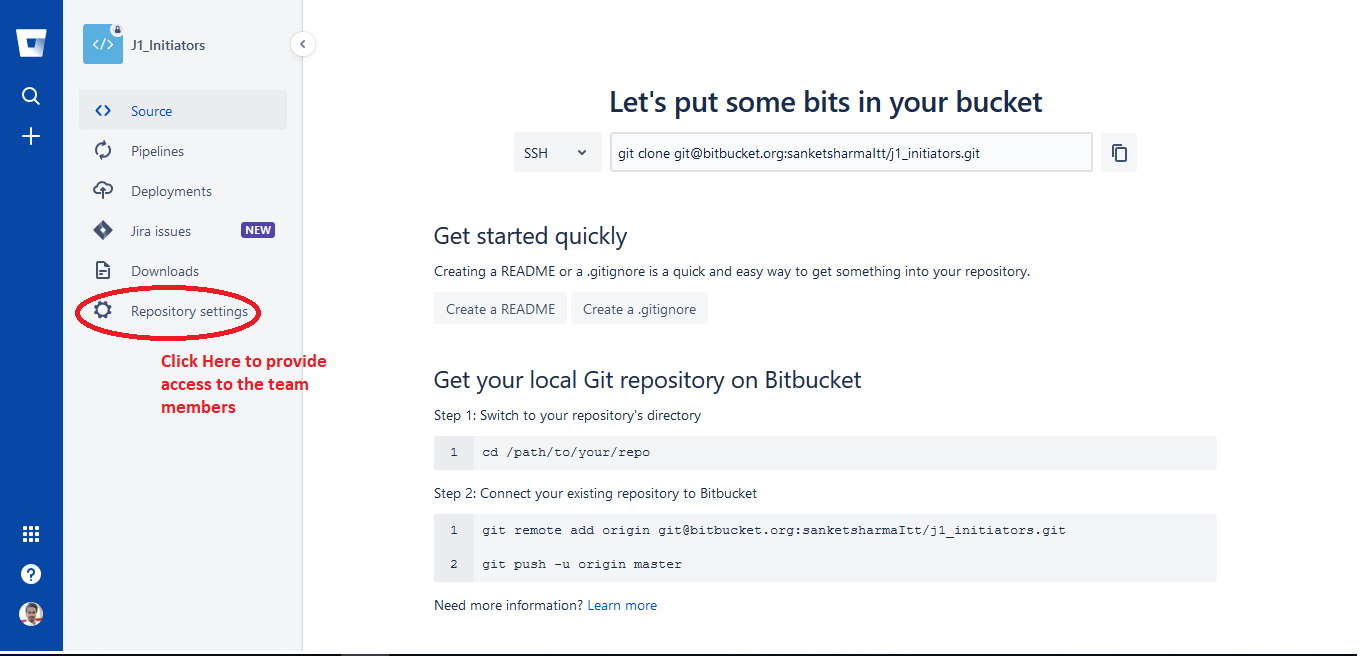 </> J1_Initiators
Source
Pipelines
Deployments
Jira issues NEW
Downloads
Repository settings
Click Here to provide
access to the team
members
Let's put some bits in your bucket
SSH git clone git@bitbucket.org:sanketsharmaItt/j1_initiators.git
Get started quickly
Creating a README or a .gitignore is a quick and easy way to get something into your repository.
Create a README Create a .gitignore
Get your local Git repository on Bitbucket
Step 1: Switch to your repository's directory
1 cd /path/to/your/repo
Step 2: Connect your existing repository to Bitbucket
1 git remote add origin git@bitbucket.org:sanketsharmaItt/j1_initiators.git
2 git push -u origin master
Need more information? Learn more